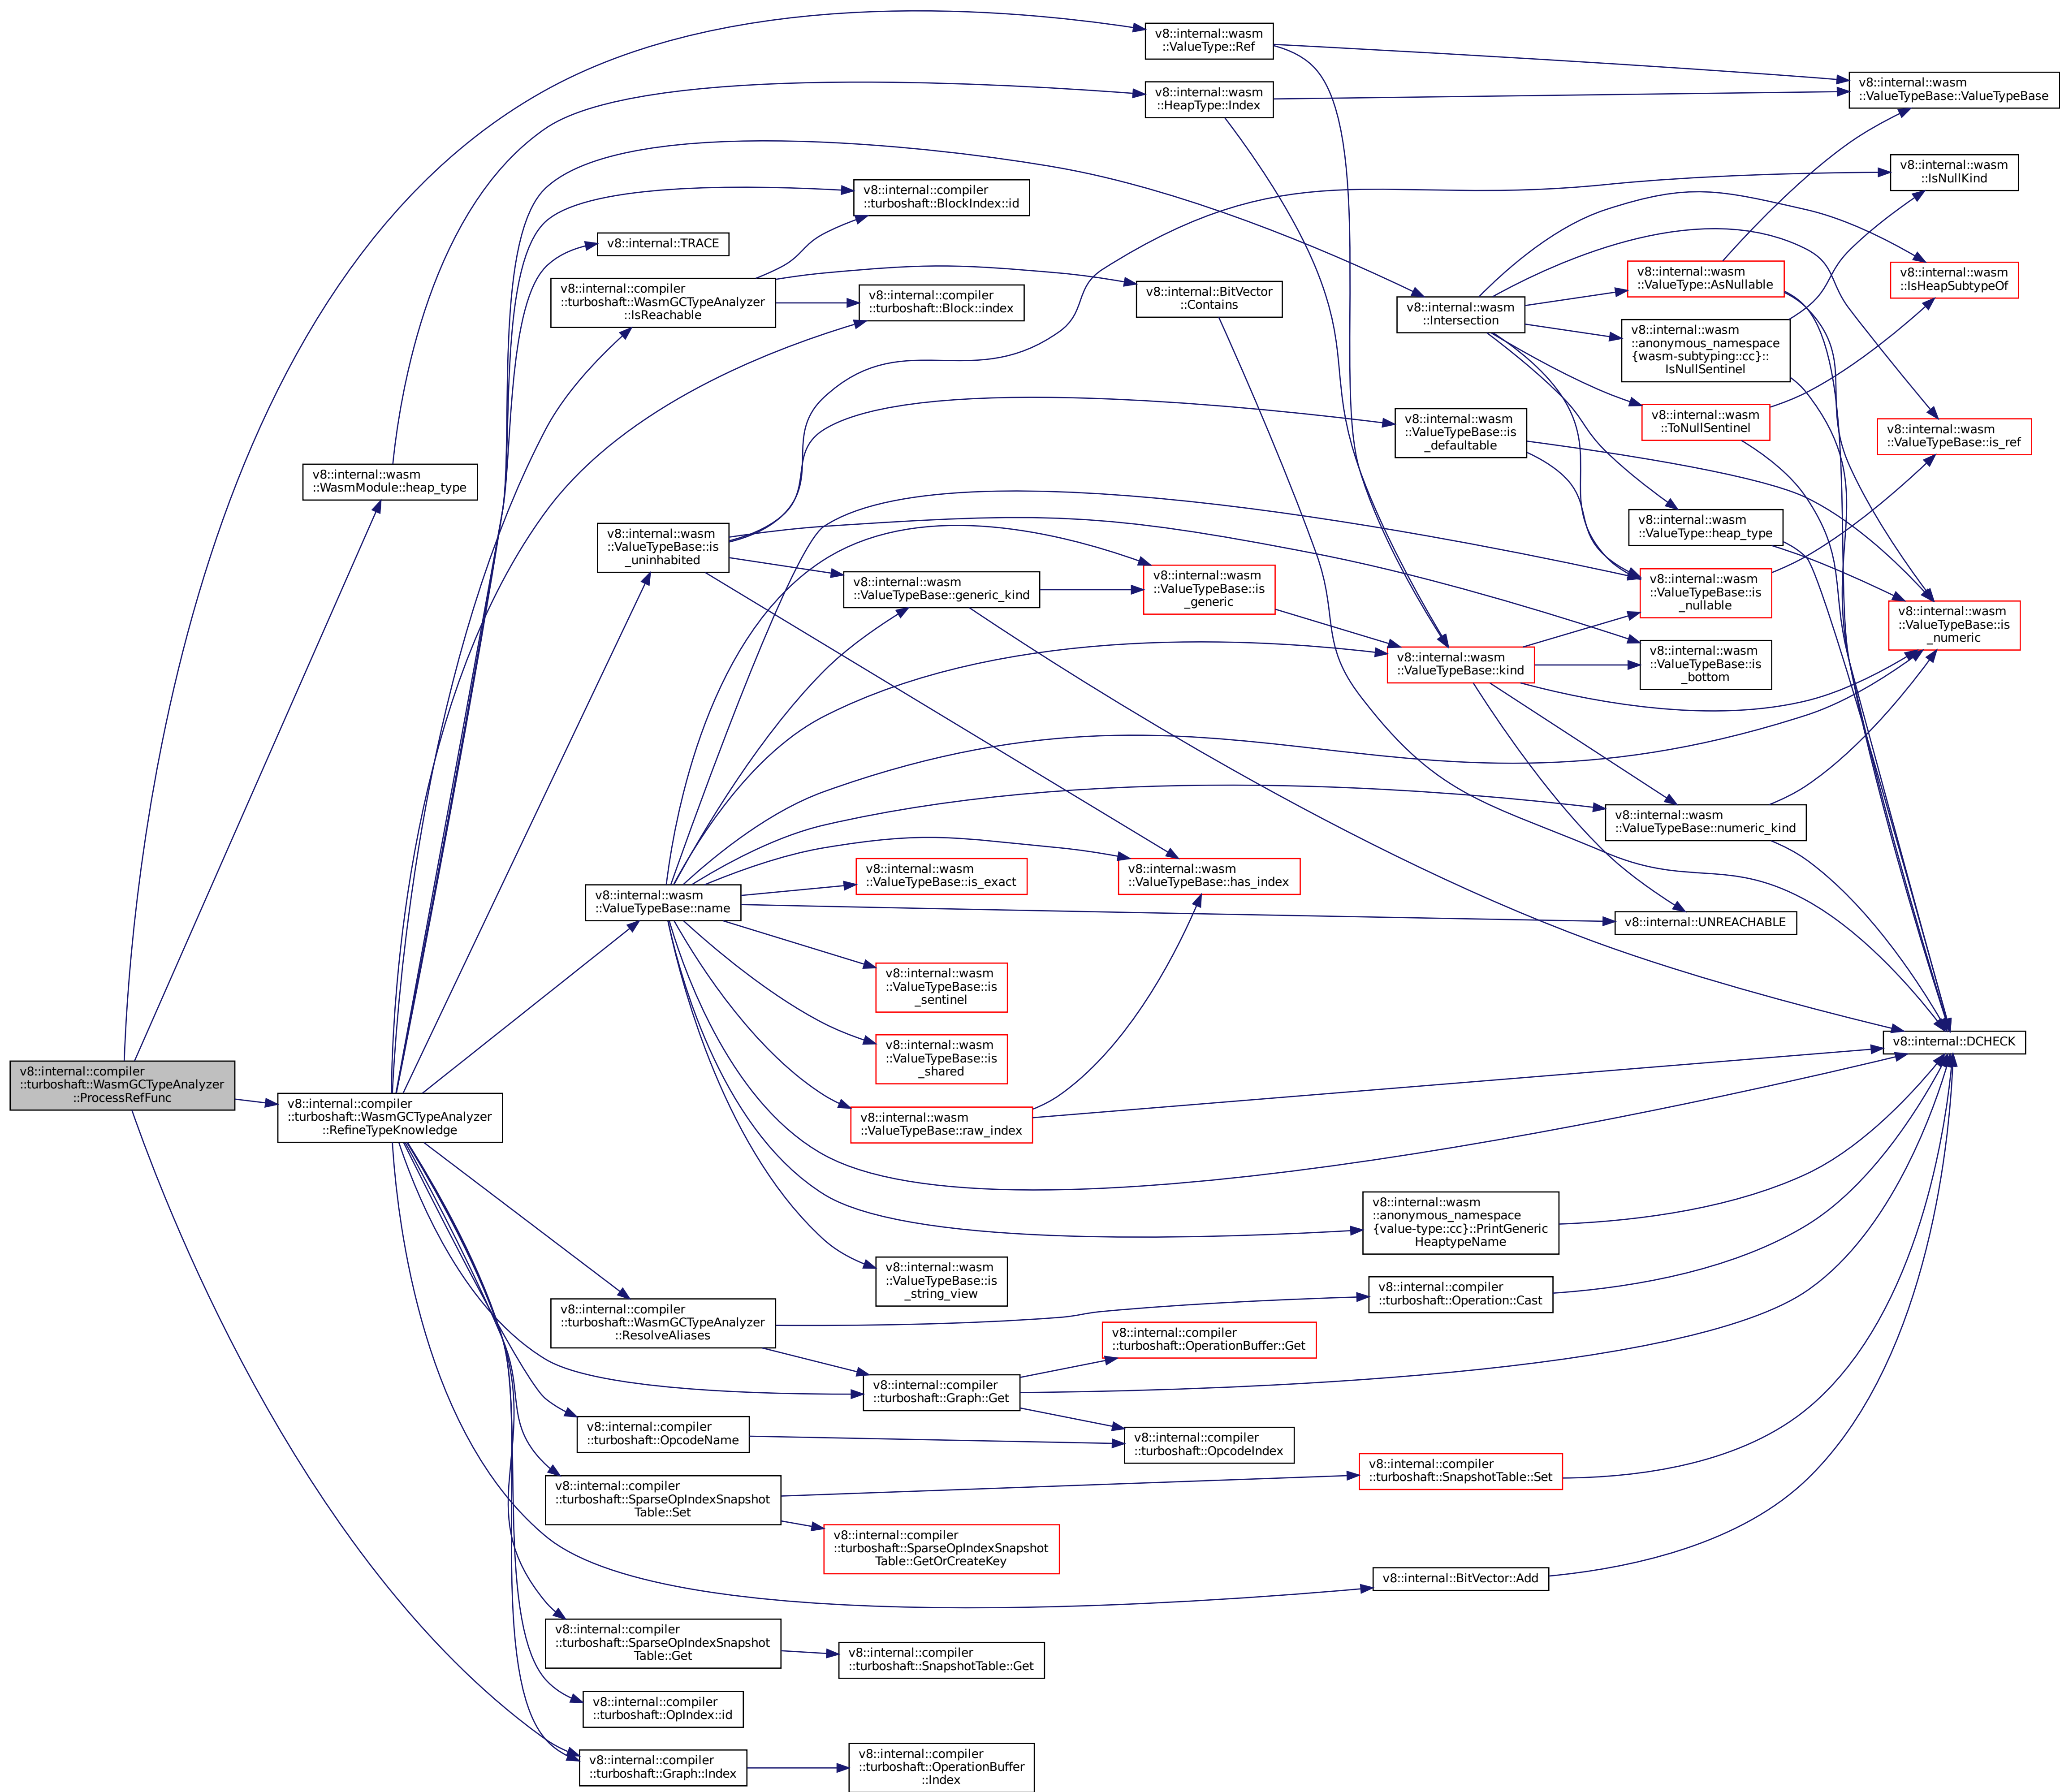 v8::internal::wasm
::ValueType::Ref
v8::internal::wasm
::ValueTypeBase::ValueTypeBase
v8::internal::wasm
::HeapType::Index
v8::internal::wasm
::IsNullKind
v8::internal::compiler
::turboshaft::BlockIndex::id
v8::internal::TRACE
v8::internal::compiler
::turboshaft::WasmGCTypeAnalyzer
::IsReachable
v8::internal::compiler
::turboshaft::Block::index
v8::internal::BitVector
::Contains
v8::internal::wasm
::Intersection
v8::internal::wasm
::ValueType::AsNullable
v8::internal::wasm
::IsHeapSubtypeOf
v8::internal::wasm
::anonymous_namespace
{wasm-subtyping::cc}::
IsNullSentinel
v8::internal::wasm
::ToNullSentinel
v8::internal::wasm
::ValueTypeBase::is
_defaultable
v8::internal::wasm
::ValueTypeBase::is_ref
v8::internal::wasm
::WasmModule::heap_type
v8::internal::wasm
::ValueType::heap_type
v8::internal::wasm
::ValueTypeBase::is
_uninhabited
v8::internal::wasm
::ValueTypeBase::generic_kind
v8::internal::wasm
::ValueTypeBase::is
_generic
v8::internal::wasm
::ValueTypeBase::is
_nullable
v8::internal::wasm
::ValueTypeBase::is
_numeric
v8::internal::wasm
::ValueTypeBase::kind
v8::internal::wasm
::ValueTypeBase::is
_bottom
v8::internal::wasm
::ValueTypeBase::numeric_kind
v8::internal::wasm
::ValueTypeBase::name
v8::internal::wasm
::ValueTypeBase::is_exact
v8::internal::wasm
::ValueTypeBase::has_index
v8::internal::UNREACHABLE
v8::internal::wasm
::ValueTypeBase::is
_sentinel
v8::internal::wasm
::ValueTypeBase::is
_shared
v8::internal::DCHECK
v8::internal::compiler
::turboshaft::WasmGCTypeAnalyzer
::ProcessRefFunc
v8::internal::compiler
::turboshaft::WasmGCTypeAnalyzer
::RefineTypeKnowledge
v8::internal::wasm
::ValueTypeBase::raw_index
v8::internal::wasm
::anonymous_namespace
{value-type::cc}::PrintGeneric
HeaptypeName
v8::internal::wasm
::ValueTypeBase::is
_string_view
v8::internal::compiler
::turboshaft::Operation::Cast
v8::internal::compiler
::turboshaft::WasmGCTypeAnalyzer
::ResolveAliases
v8::internal::compiler
::turboshaft::OperationBuffer::Get
v8::internal::compiler
::turboshaft::Graph::Get
v8::internal::compiler
::turboshaft::OpcodeName
v8::internal::compiler
::turboshaft::OpcodeIndex
v8::internal::compiler
::turboshaft::SnapshotTable::Set
v8::internal::compiler
::turboshaft::SparseOpIndexSnapshot
Table::Set
v8::internal::compiler
::turboshaft::SparseOpIndexSnapshot
Table::GetOrCreateKey
v8::internal::BitVector::Add
v8::internal::compiler
::turboshaft::SparseOpIndexSnapshot
Table::Get
v8::internal::compiler
::turboshaft::SnapshotTable::Get
v8::internal::compiler
::turboshaft::OpIndex::id
v8::internal::compiler
::turboshaft::Graph::Index
v8::internal::compiler
::turboshaft::OperationBuffer
::Index